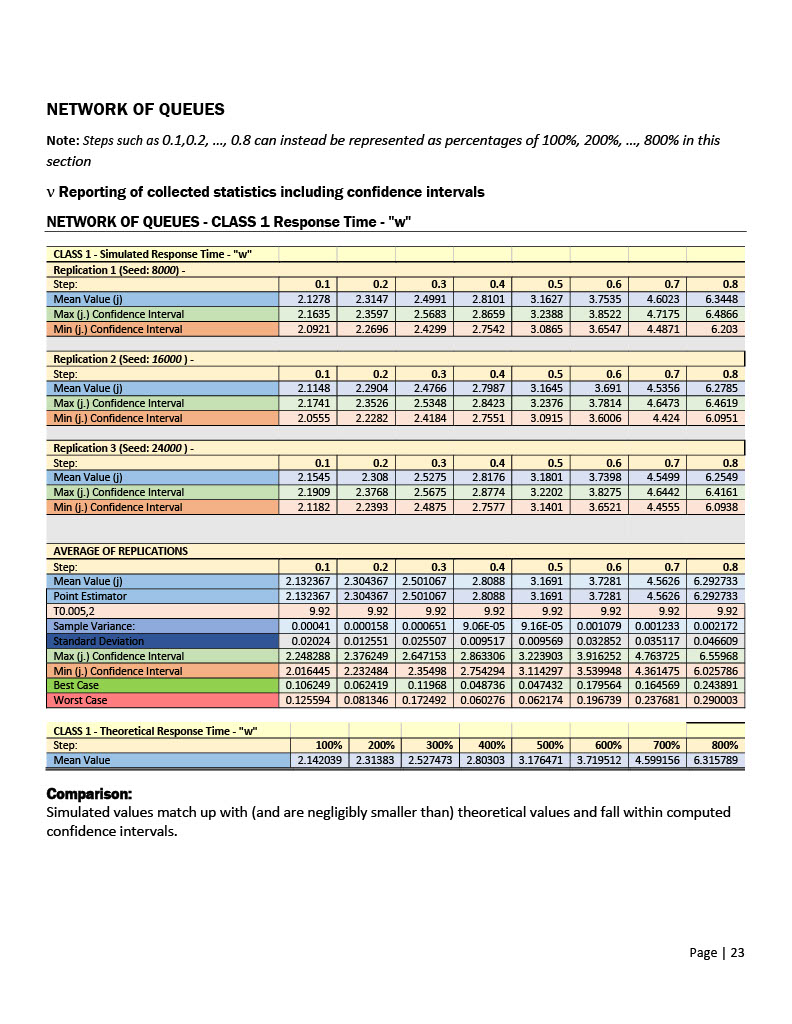 NETWORK OF QUEUES
Note: Steps such as 0.1,0.2, ..., 0.8 can instead be represented as percentages of 100%, 200%, ..., 800% in this
section
ν Reporting of collected statistics including confidence intervals
NETWORK OF QUEUES - CLASS 1 Response Time - "w"
CLASS 1 - Simulated Response Time - "w"
Replication 1 (Seed: 8000) -
Step: 0.1 0.2 0.3 0.4 0.5 0.6 0.7 0.8
Mean Value (j) 2.1278 2.3147 2.4991 2.8101 3.1627 3.7535 4.6023 6.3448
Max (j.) Confidence Interval 2.1635 2.3597 2.5683 2.8659 3.2388 3.8522 4.7175 6.4866
Min (j.) Confidence Interval 2.0921 2.2696 2.4299 2.7542 3.0865 3.6547 4.4871 6.203
Replication 2 (Seed: 16000 ) -
Step: 0.1 0.2 0.3 0.4 0.5 0.6 0.7 0.8
Mean Value (j) 2.1148 2.2904 2.4766 2.7987 3.1645 3.691 4.5356 6.2785
Max (j.) Confidence Interval 2.1741 2.3526 2.5348 2.8423 3.2376 3.7814 4.6473 6.4619
Min (j.) Confidence Interval 2.0555 2.2282 2.4184 2.7551 3.0915 3.6006 4.424 6.0951
Replication 3 (Seed: 24000 ) -
Step: 0.1 0.2 0.3 0.4 0.5 0.6 0.7 0.8
Mean Value (j) 2.1545 2.308 2.5275 2.8176 3.1801 3.7398 4.5499 6.2549
Max (j.) Confidence Interval 2.1909 2.3768 2.5675 2.8774 3.2202 3.8275 4.6442 6.4161
Min (j.) Confidence Interval 2.1182 2.2393 2.4875 2.7577 3.1401 3.6521 4.4555 6.0938
AVERAGE OF REPLICATIONS
Step: 0.1 0.2 0.3 0.4 0.5 0.6 0.7 0.8
Mean Value (j) 2.132367 2.304367 2.501067 2.8088 3.1691 3.7281 4.5626 6.292733
Point Estimator 2.132367 2.304367 2.501067 2.8088 3.1691 3.7281 4.5626 6.292733
T0.005,2 9.92 9.92 9.92 9.92 9.92 9.92 9.92 9.92
Sample Variance: 0.00041 0.000158 0.000651 9.06E-05 9.16E-05 0.001079 0.001233 0.002172
Standard Deviation 0.02024 0.012551 0.025507 0.009517 0.009569 0.032852 0.035117 0.046609
Max (j.) Confidence Interval 2.248288 2.376249 2.647153 2.863306 3.223903 3.916252 4.763725 6.55968
Min (j.) Confidence Interval 2.016445 2.232484 2.35498 2.754294 3.114297 3.539948 4.361475 6.025786
Best Case 0.106249 0.062419 0.11968 0.048736 0.047432 0.179564 0.164569 0.243891
Worst Case 0.125594 0.081346 0.172492 0.060276 0.062174 0.196739 0.237681 0.290003
CLASS 1 - Theoretical Response Time - "w"
Step: 100% 200% 300% 400% 500% 600% 700% 800%
Mean Value 2.142039 2.31383 2.527473 2.80303 3.176471 3.719512 4.599156 6.315789
Comparison:
Simulated values match up with (and are negligibly smaller than) theoretical values and fall within computed
confidence intervals.
Page | 23